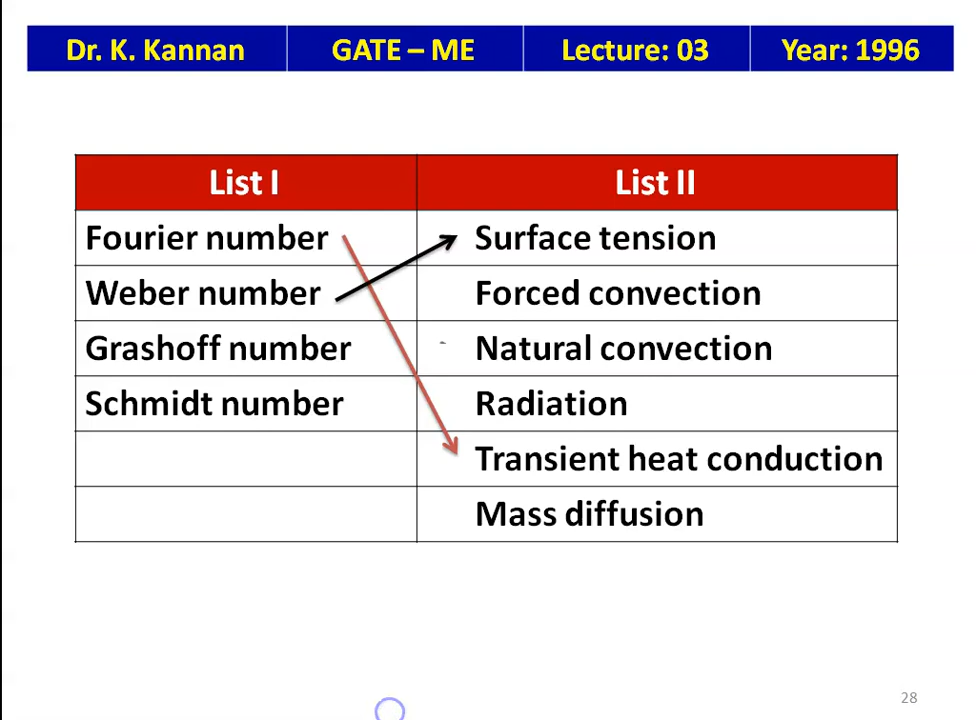 Dr. K. Kannan GATE – ME Lecture: 03 Year: 1996
List I List II
Fourier number Surface tension
Weber number Forced convection
Grashoff number Natural convection
Schmidt number Radiation
Transient heat conduction
Mass diffusion
28